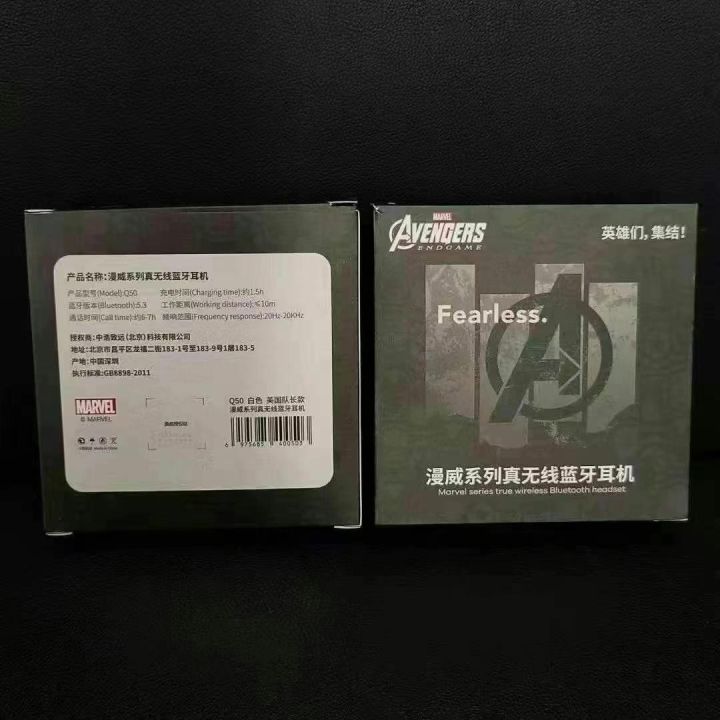 产品名称:漫威系列真无线蓝牙耳机
产品型号(Model):Q50 充电时间(Charging time):约1.5h
蓝牙版本(Bluetooth):5.3 工作距离(Working distance):≤10m
通话时间(Call time):约6-7h 频响范围(Frequency response):20Hz-20KHz
授权商:中浩致远(北京)科技有限公司
地址:北京市昌平区龙福二街183-1号至183-9号1层183-5
产地:中国深圳
执行标准:GB8898-2011
MARVEL
© MARVEL
Q50 白色 美国队长款
漫威系列真无线蓝牙耳机
6 975685 400503
MARVEL
AVENGERS
ENDGAME
英雄们,集结!
Fearless.
漫威系列真无线蓝牙耳机
Marvel series true wireless Bluetooth headset